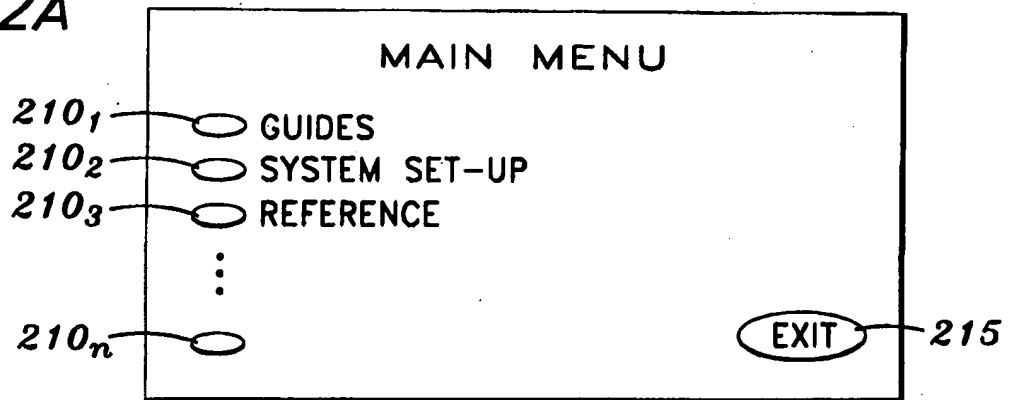 2A
MAIN MENU
210₁ GUIDES
210₂ SYSTEM SET-UP
210₃ REFERENCE
210ₙ EXIT 215